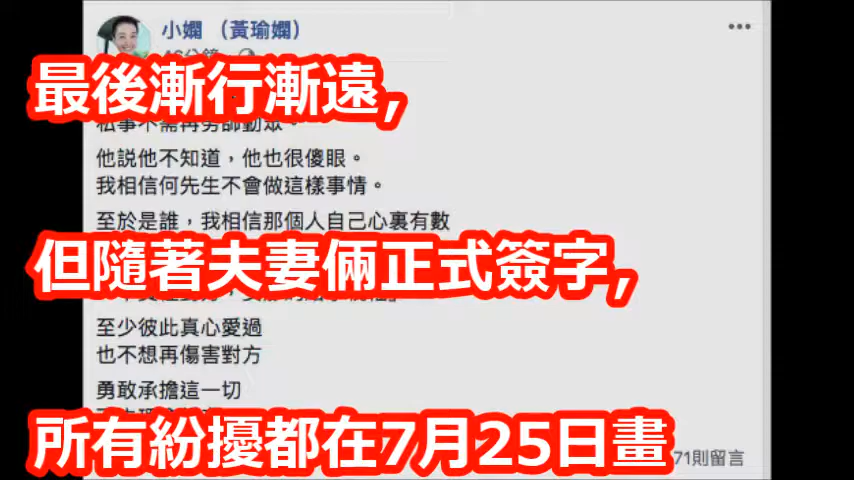 小嫻 （黃瑜嫻）
最後漸行漸遠,
私事不需再勞師動眾。
他説他不知道，他也很傻眼。
我相信何先生不會做這樣事情。
至於是誰，我相信那個人自己心裏有數
但隨著夫妻倆正式簽字,
至少彼此真心愛過
也不想再傷害對方
勇敢承擔這一切
所有紛擾都在7月25日畫
71則留言